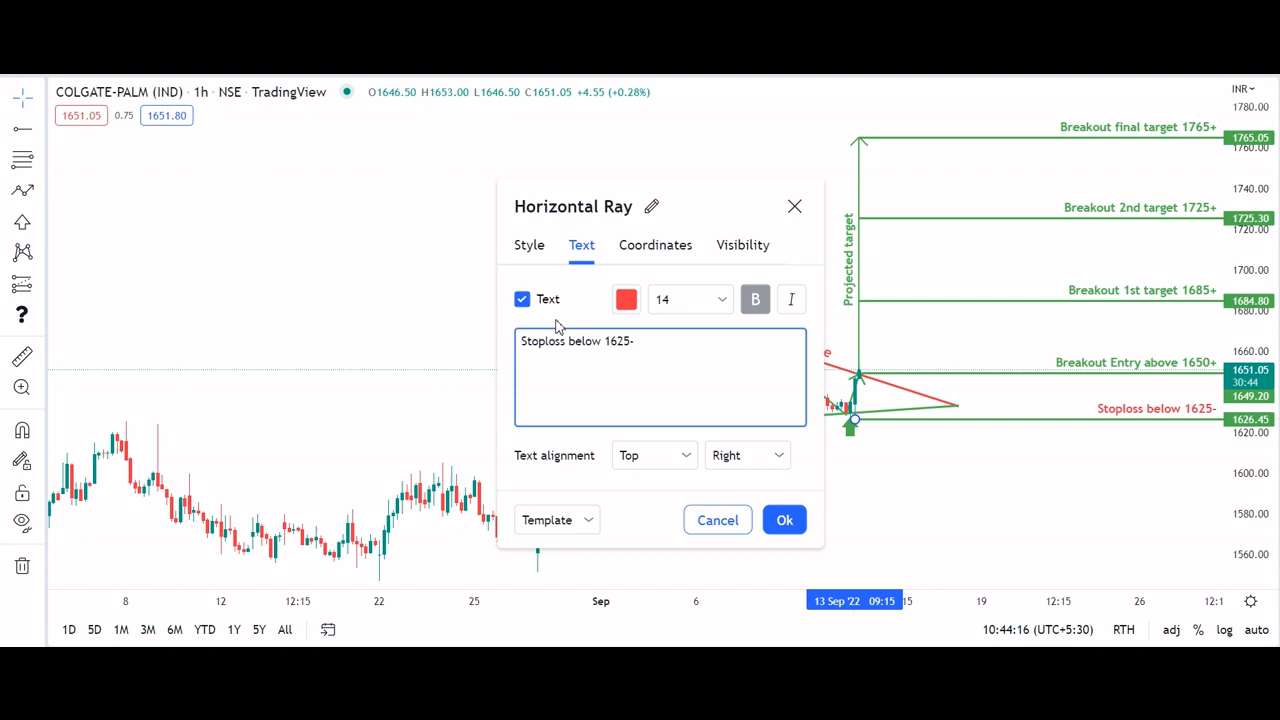 COLGATE-PALM (IND) · 1h · NSE · TradingView
O1646.50 H1653.00 L1646.50 C1651.05 +4.55 (+0.28%)
INR
1651.05 0.75 1651.80
1780.00
Breakout final target 1765+
1765.05
1760.00
1740.00
Breakout 2nd target 1725+
1725.30
1720.00
1700.00
Projected target
Breakout 1st target 1685+
1684.80
1680.00
1660.00
Breakout Entry above 1650+
1651.05
30:44
1649.20
Stoploss below 1625-
1626.45
1620.00
1600.00
1580.00
1560.00
Horizontal Ray
Style Text Coordinates Visibility
Text 14 B I
Stoploss below 1625-
Text alignment Top Right
Template Cancel Ok
8 12 12:15 22 25 Sep 6 13 Sep '22 09:15 15 19 12:15 26 12:1
1D 5D 1M 3M 6M YTD 1Y 5Y All
10:44:16 (UTC+5:30) RTH adj % log auto